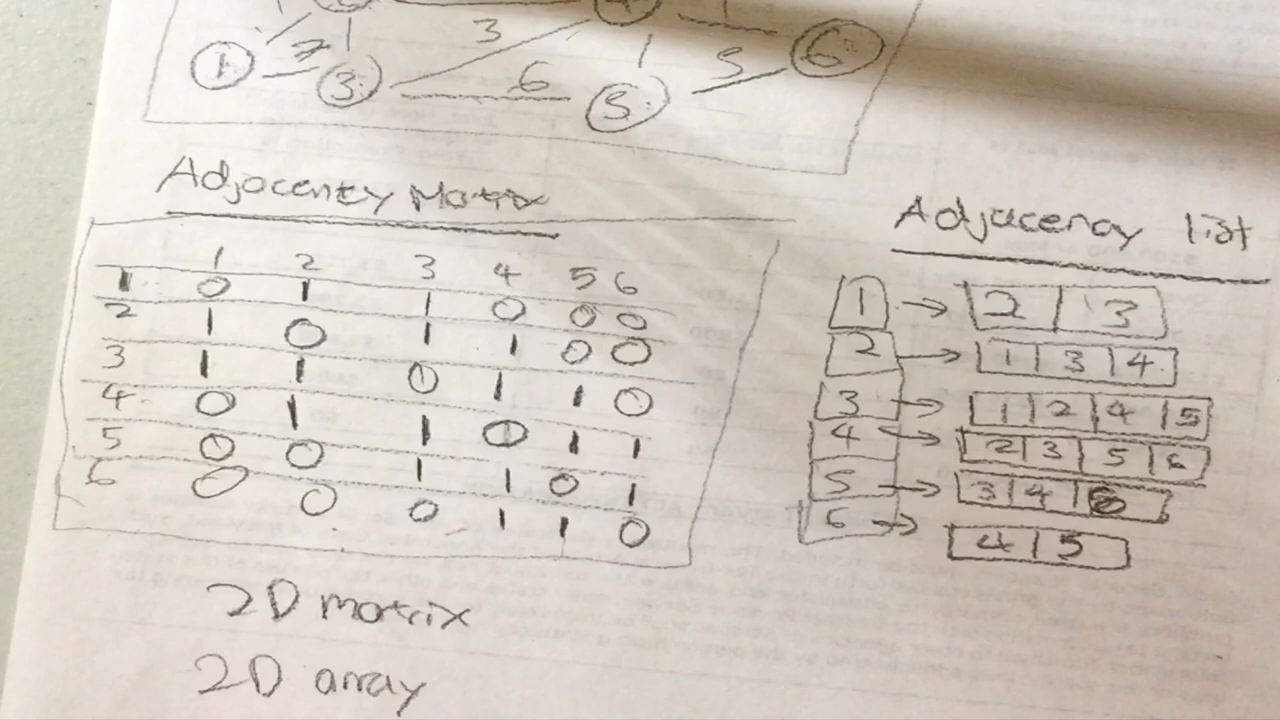 3 1
1 7 3 6 5 5 6
Adjacency Matrix
1 2 3 4 5 6
1 0 1 1 0 0 0
2 1 0 1 1 0 0
3 1 1 0 1 1 0
4 0 1 1 0 1 1
5 0 0 1 1 0 1
6 0 0 0 1 1 0
2D matrix
2D array
Adjacency list
1 → 2 3
2 → 1 3 4
3 → 1 2 4 5
4 → 2 3 5 6
5 → 3 4 6
6 → 4 5